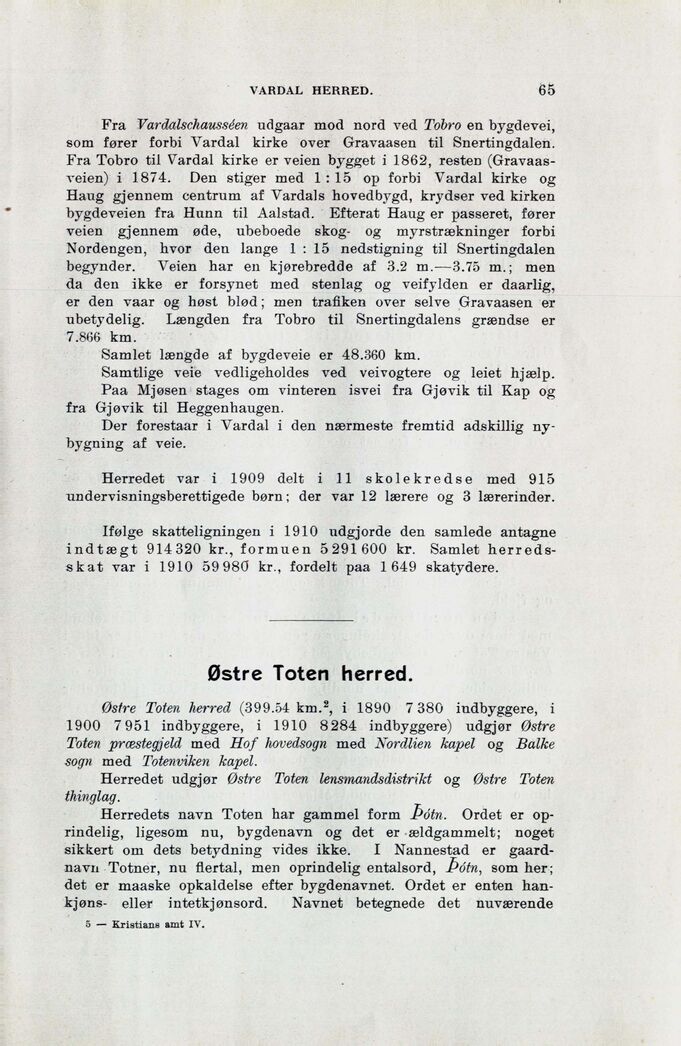 VARDAL HERRED. 65
Fra Vardalschausséen udgaar mod nord ved Tobro en bygdevei,
som fører forbi Vardal kirke over Gravaasen til Snertingdalen.
Fra Tobro til Vardal kirke er veien bygget i 1862, resten (Gravaas-
veien) i 1874. Den stiger med 1 : 15 op forbi Vardal kirke og
Haug gjennem centrum af Vardals hovedbygd, krydser ved kirken
bygdeveien fra Hunn til Aalstad. Efterat Haug er passeret, fører
veien gjennem øde, ubeboede skog- og myrstrækninger forbi
Nordengen, hvor den lange 1 : 15 nedstigning til Snertingdalen
begynder. Veien har en kjørebredde af 3.2 m.—3.75 m.; men
da den ikke er forsynet med stenlag og veifylden er daarlig,
er den vaar og høst blød; men trafiken over selve Gravaasen er
ubetydelig. Længden fra Tobro til Snertingdalens grændse er
7.866 km.
Samlet længde af bygdeveie er 48.360 km.
Samtlige veie vedligeholdes ved veivogtere og leiet hjælp.
Paa Mjøsen stages om vinteren isvei fra Gjøvik til Kap og
fra Gjøvik til Heggenhaugen.
Der forestaar i Vardal i den nærmeste fremtid adskillig ny-
bygning af veie.
Herredet var i 1909 delt i 11 skolekredse med 915
undervisningsberettigede børn; der var 12 lærere og 3 lærerinder.
Ifølge skatteligningen i 1910 udgjorde den samlede antagne
indtægt 914 320 kr., formuen 5 291 600 kr. Samlet herreds-
skat var i 1910 59 980 kr., fordelt paa 1 649 skatydere.
Østre Toten herred.
Østre Toten herred (399.54 km.², i 1890 7 380 indbyggere, i
1900 7 951 indbyggere, i 1910 8 284 indbyggere) udgjør Østre
Toten præstegjeld med Hof hovedsogn med Nordlien kapel og Balke
sogn med Totenviken kapel.
Herredet udgjør Østre Toten lensmandsdistrikt og Østre Toten
thinglag.
Herredets navn Toten har gammel form Þótn. Ordet er op-
rindelig, ligesom nu, bygdenavn og det er ældgammelt; noget
sikkert om dets betydning vides ikke. I Nannestad er gaard-
navn Totner, nu flertal, men oprindelig entalsord, Þótn, som her;
det er maaske opkaldelse efter bygdenavnet. Ordet er enten han-
kjøns- eller intetkjønsord. Navnet betegnede det nuværende
5 — Kristians amt IV.